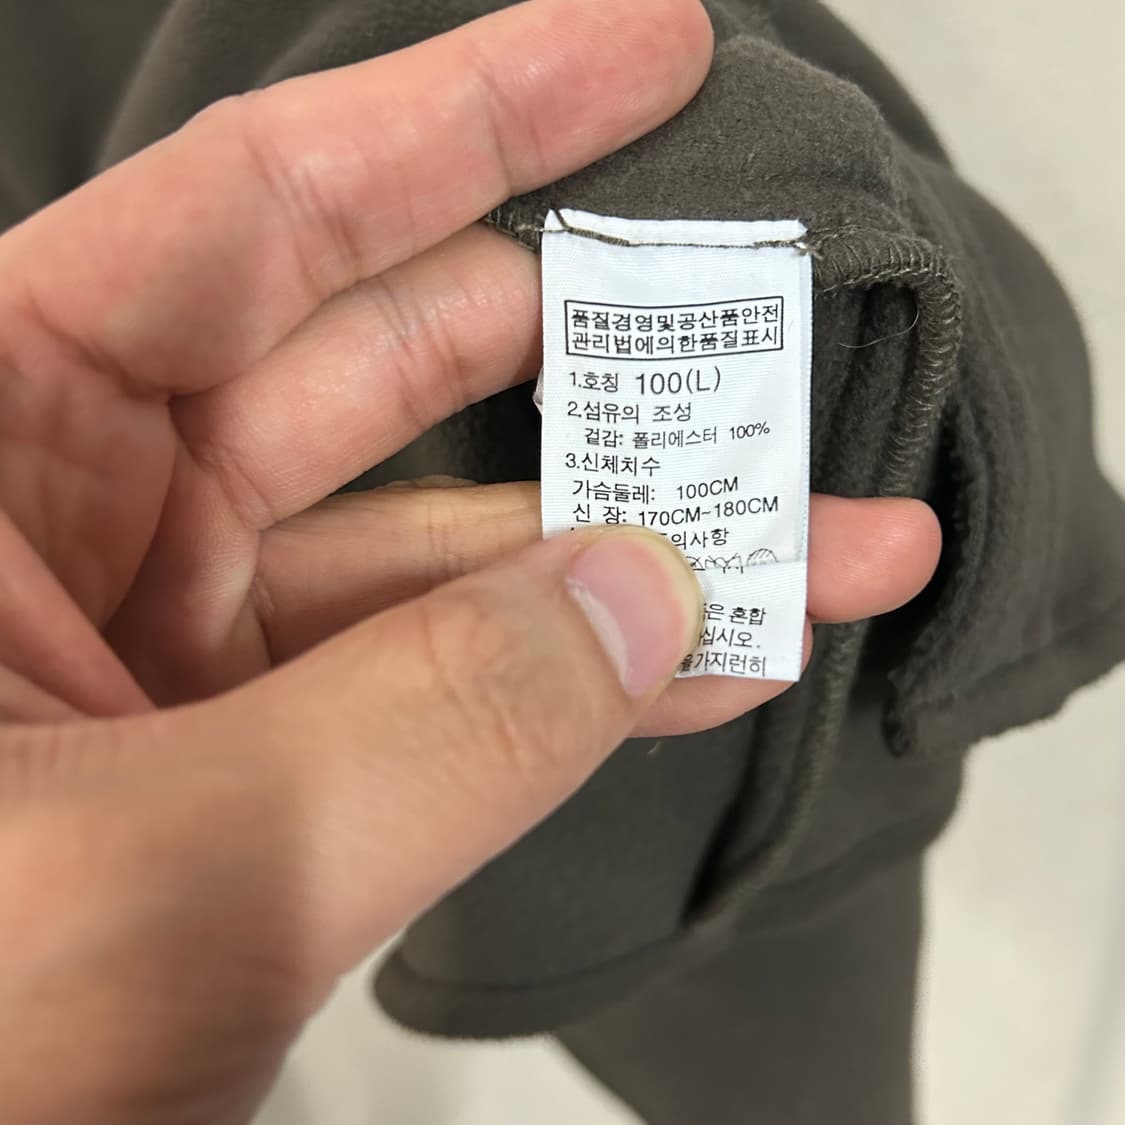 품질경영및공산품안전
관리법에의한품질표시
1.호칭 100(L)
2.섬유의 조성
겉감: 폴리에스터 100%
3.신체치수
가슴둘레: 100CM
신 장: 170CM~180CM
의사항
은 혼합
십시오.
가지런히